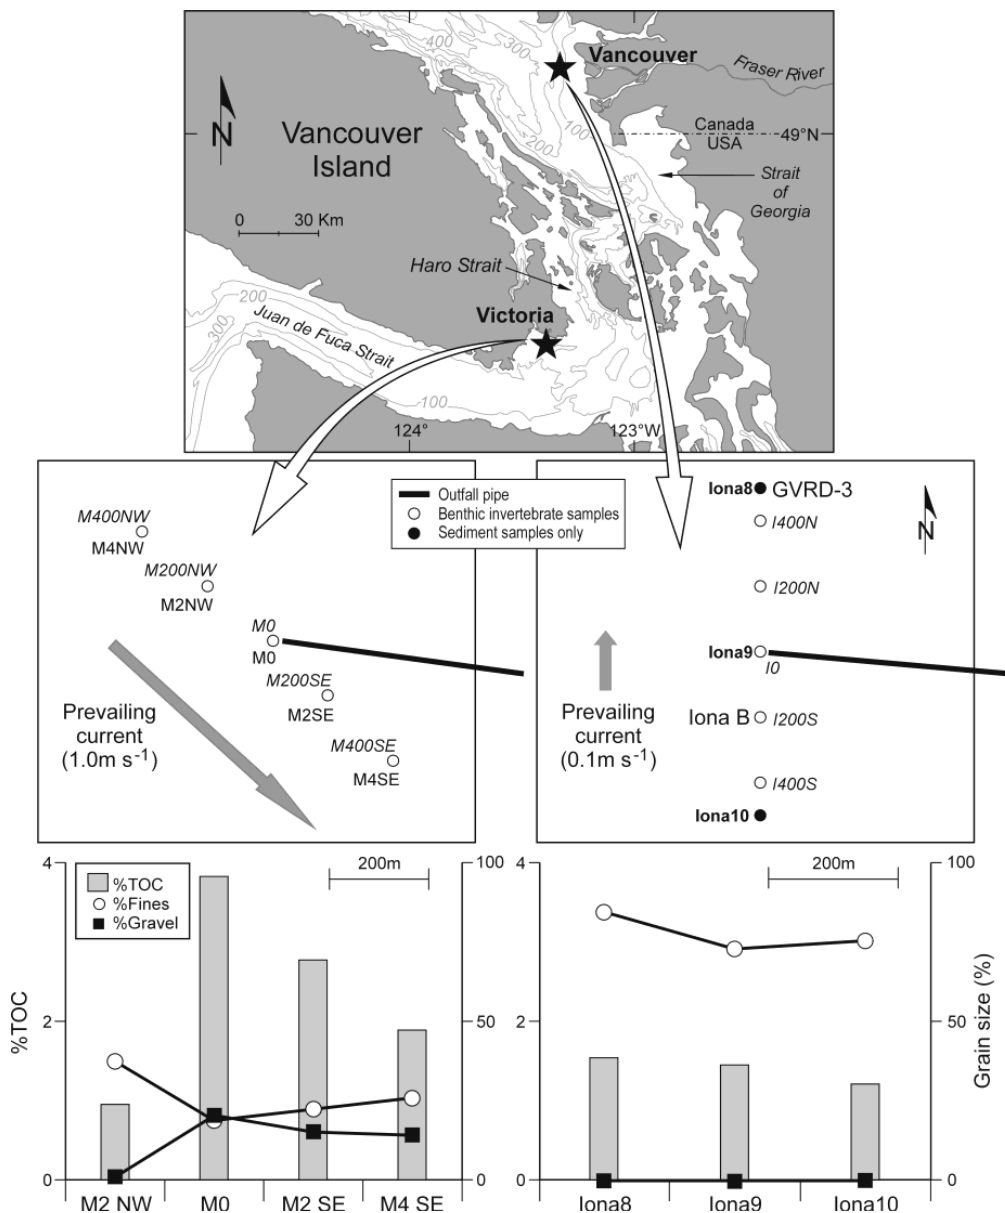 400
300
Vancouver
Fraser River
N
Vancouver
Island
100
200
Canada
USA
49°N
Strait
of
Georgia
0 30 Km
Haro Strait
Victoria
200
300
Juan de Fuca Strait
100
124°
123°W
M400NW
M4NW
M200NW
M2NW
M0
M0
M200SE
M2SE
M400SE
M4SE
Prevailing
current
(1.0m s⁻¹)
Outfall pipe
Benthic invertebrate samples
Sediment samples only
Iona8 GVRD-3
I400N
N
I200N
Iona9
I0
Iona B I200S
I400S
Iona10
Prevailing
current
(0.1m s⁻¹)
200m
%TOC
%Fines
%Gravel
4
2
0
%TOC
100
50
0
M2 NW M0 M2 SE M4 SE
200m
4
2
0
100
50
0
Grain size (%)
Iona8 Iona9 Iona10